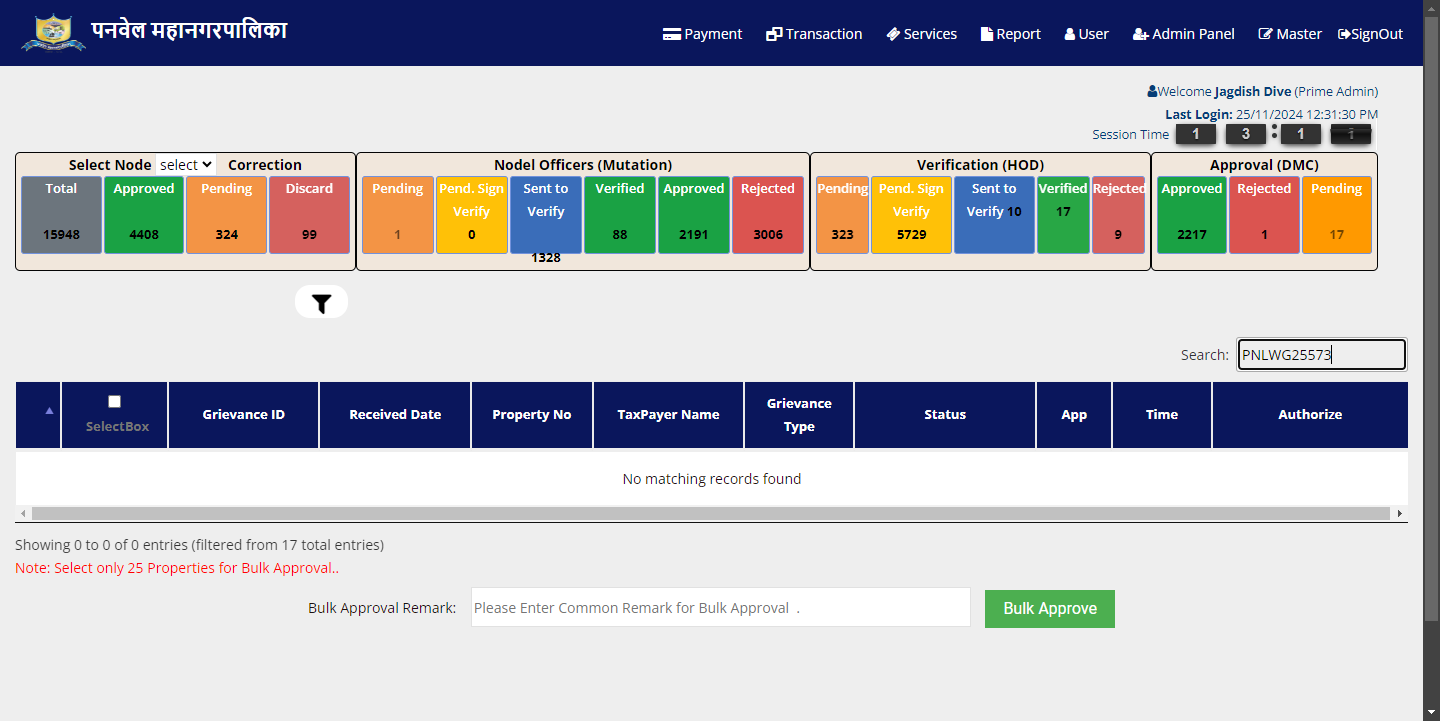 पनवेल महानगरपालिका
Payment Transaction Services Report User Admin Panel Master SignOut
Welcome Jagdish Dive (Prime Admin)
Last Login: 25/11/2024 12:31:30 PM
Session Time 1 3 : 1 1
Select Node select Correction
Total Approved Pending Discard
15948 4408 324 99
Nodel Officers (Mutation)
Pending Pend. Sign Verify Sent to Verify Verified Approved Rejected
1 0 1328 88 2191 3006
Verification (HOD)
Pending Pend. Sign Verify Sent to Verify 10 Verified Rejected
323 5729 17 9
Approval (DMC)
Approved Rejected Pending
2217 1 17
Search: PNLWG25573
SelectBox Grievance ID Received Date Property No TaxPayer Name Grievance Type Status App Time Authorize
No matching records found
Showing 0 to 0 of 0 entries (filtered from 17 total entries)
Note: Select only 25 Properties for Bulk Approval..
Bulk Approval Remark: Please Enter Common Remark for Bulk Approval . Bulk Approve